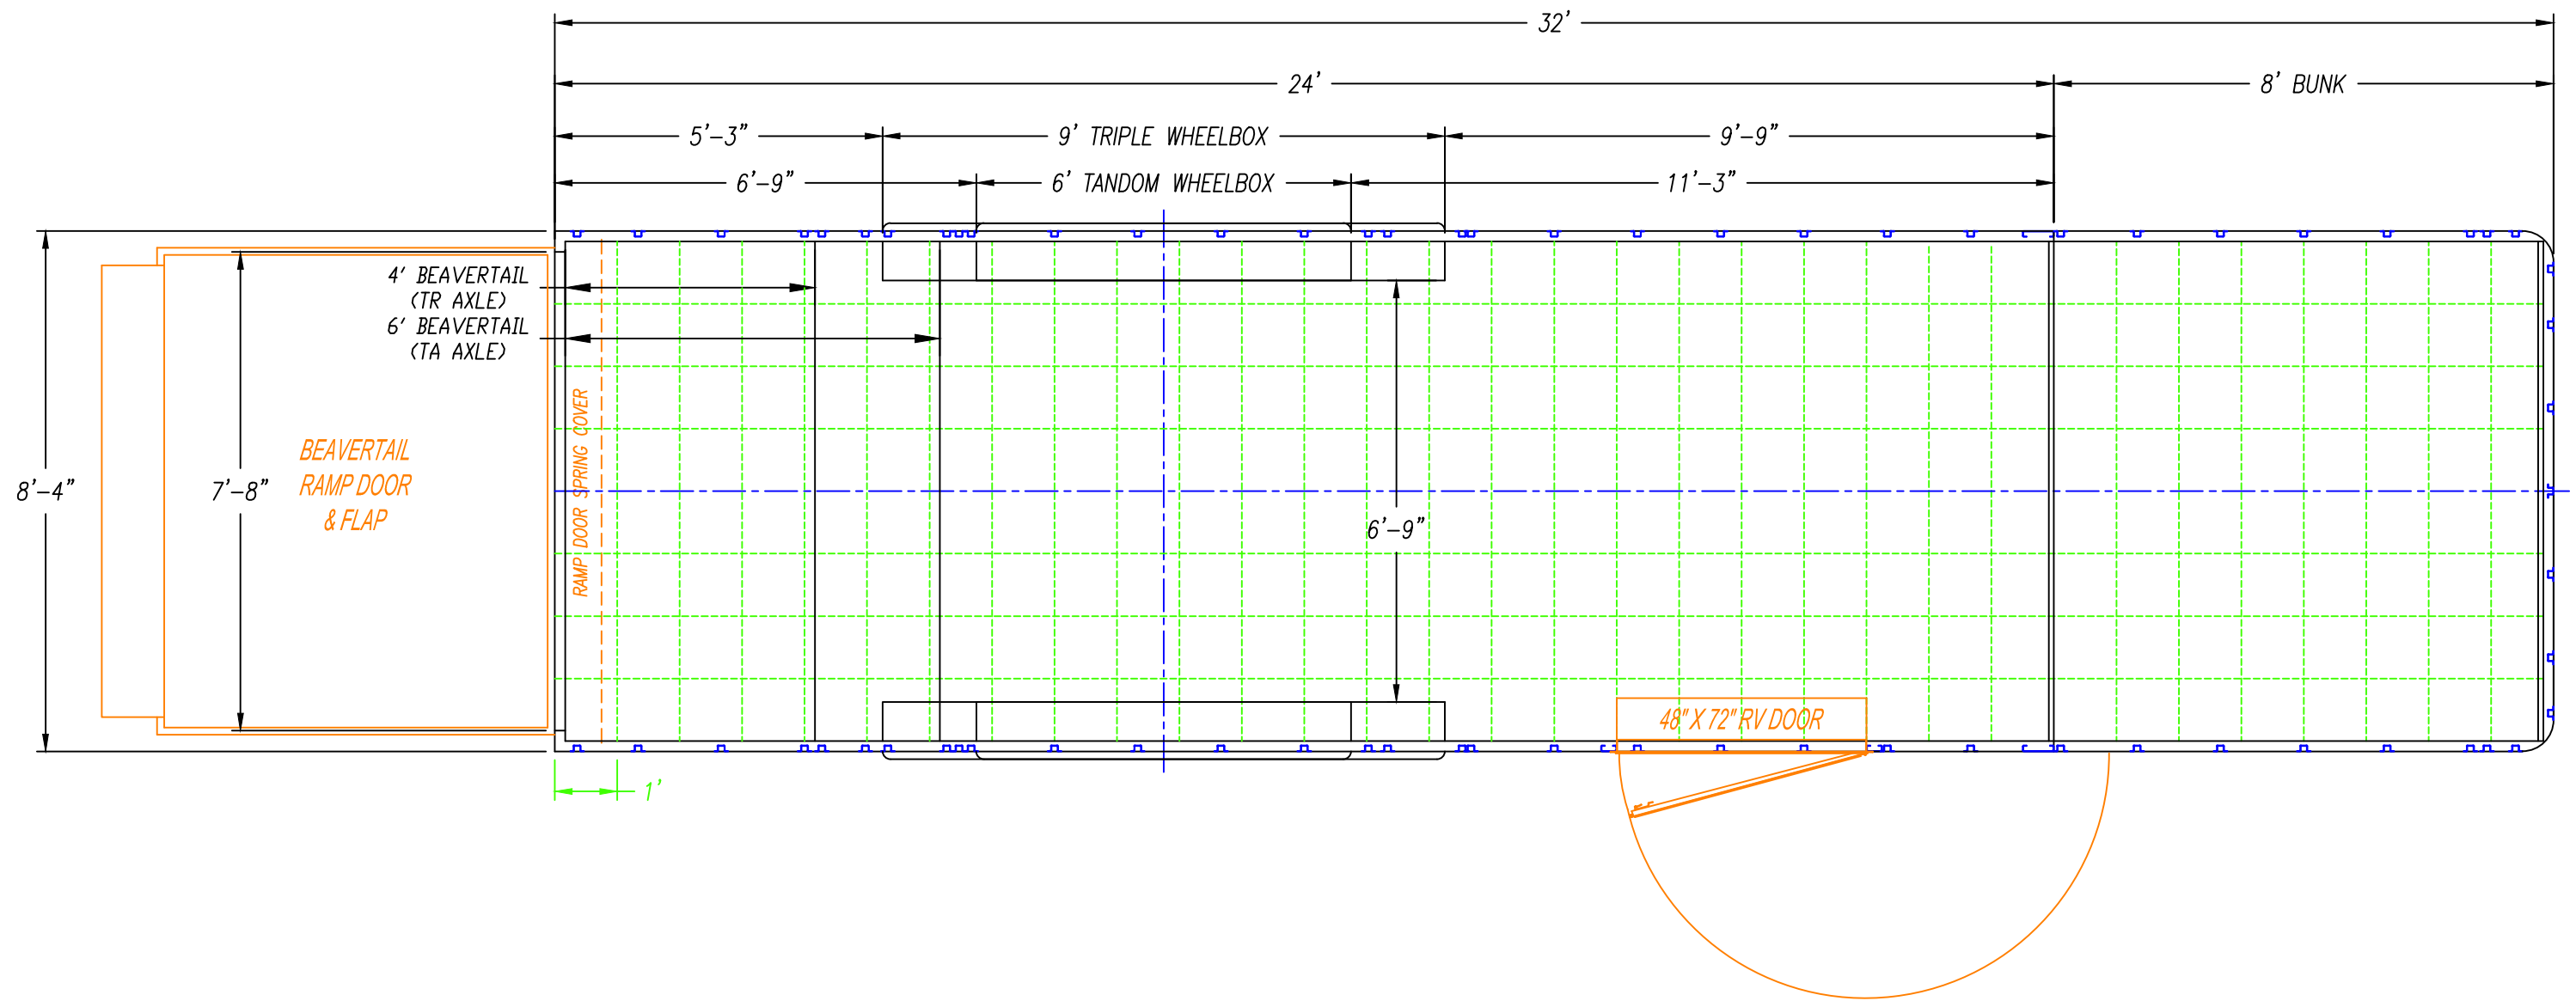 32'
24'
8' BUNK
5'-3"
9' TRIPLE WHEELBOX
9'-9"
6'-9"
6' TANDOM WHEELBOX
11'-3"
4' BEAVERTAIL
(TR AXLE)
6' BEAVERTAIL
(TA AXLE)
8'-4"
7'-8"
BEAVERTAIL
RAMP DOOR
& FLAP
RAMP DOOR SPRING COVER
6'-9"
48" X 72" RV DOOR
1'